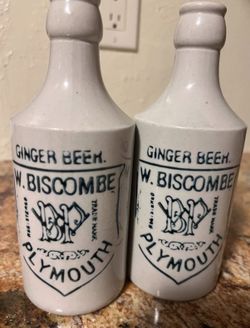 GINGER BEER.
W. BISCOMBE
TRADE MARK
BP
PLYMOUTH
GINGER BEER.
W. BISCOMBE
TRADE MARK
BP
PLYMOUTH